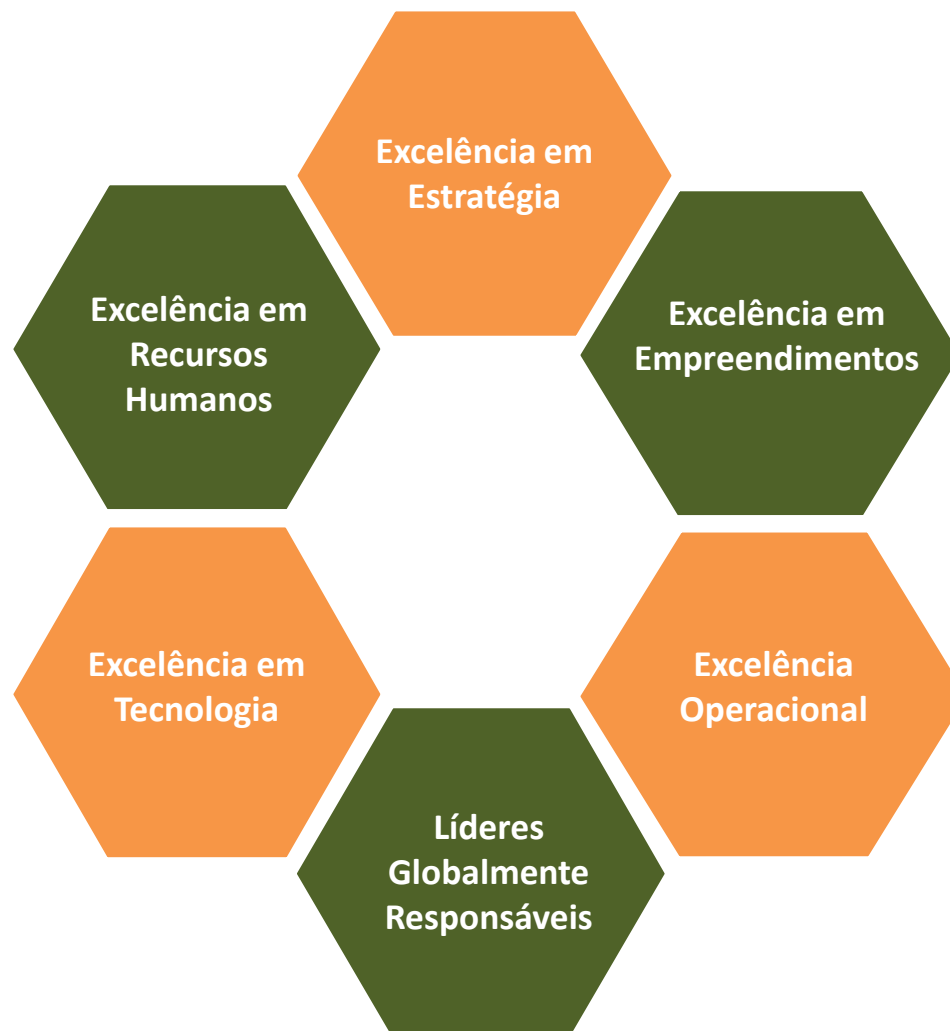 Excelência em
Estratégia
Excelência em
Recursos
Humanos
Excelência em
Empreendimentos
Excelência em
Tecnologia
Excelência
Operacional
Líderes
Globalmente
Responsáveis